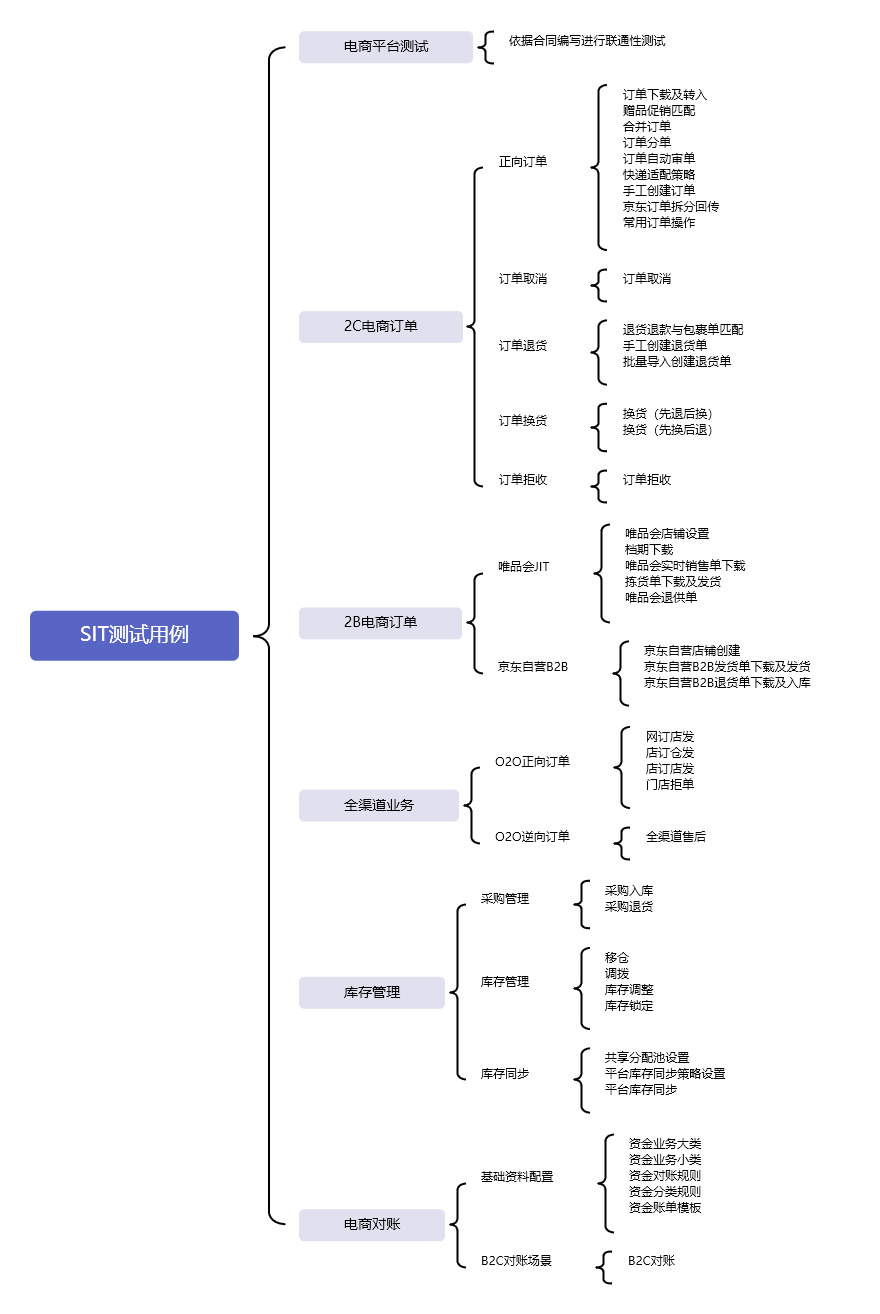 SIT测试用例
电商平台测试
依据合同编写进行联通性测试
2C电商订单
正向订单
订单下载及转入
赠品促销匹配
合并订单
订单分单
订单自动审单
快递适配策略
手工创建订单
京东订单拆分回传
常用订单操作
订单取消
订单取消
订单退货
退货退款与包裹单匹配
手工创建退货单
批量导入创建退货单
订单换货
换货（先退后换）
换货（先换后退）
订单拒收
订单拒收
2B电商订单
唯品会JIT
唯品会店铺设置
档期下载
唯品会实时销售单下载
拣货单下载及发货
唯品会退供单
京东自营B2B
京东自营店铺创建
京东自营B2B发货单下载及发货
京东自营B2B退货单下载及入库
全渠道业务
O2O正向订单
网订店发
店订仓发
店订店发
门店拒单
O2O逆向订单
全渠道售后
库存管理
采购管理
采购入库
采购退货
库存管理
移仓
调拨
库存调整
库存锁定
库存同步
共享分配池设置
平台库存同步策略设置
平台库存同步
电商对账
基础资料配置
资金业务大类
资金业务小类
资金对账规则
资金分类规则
资金账单模板
B2C对账场景
B2C对账